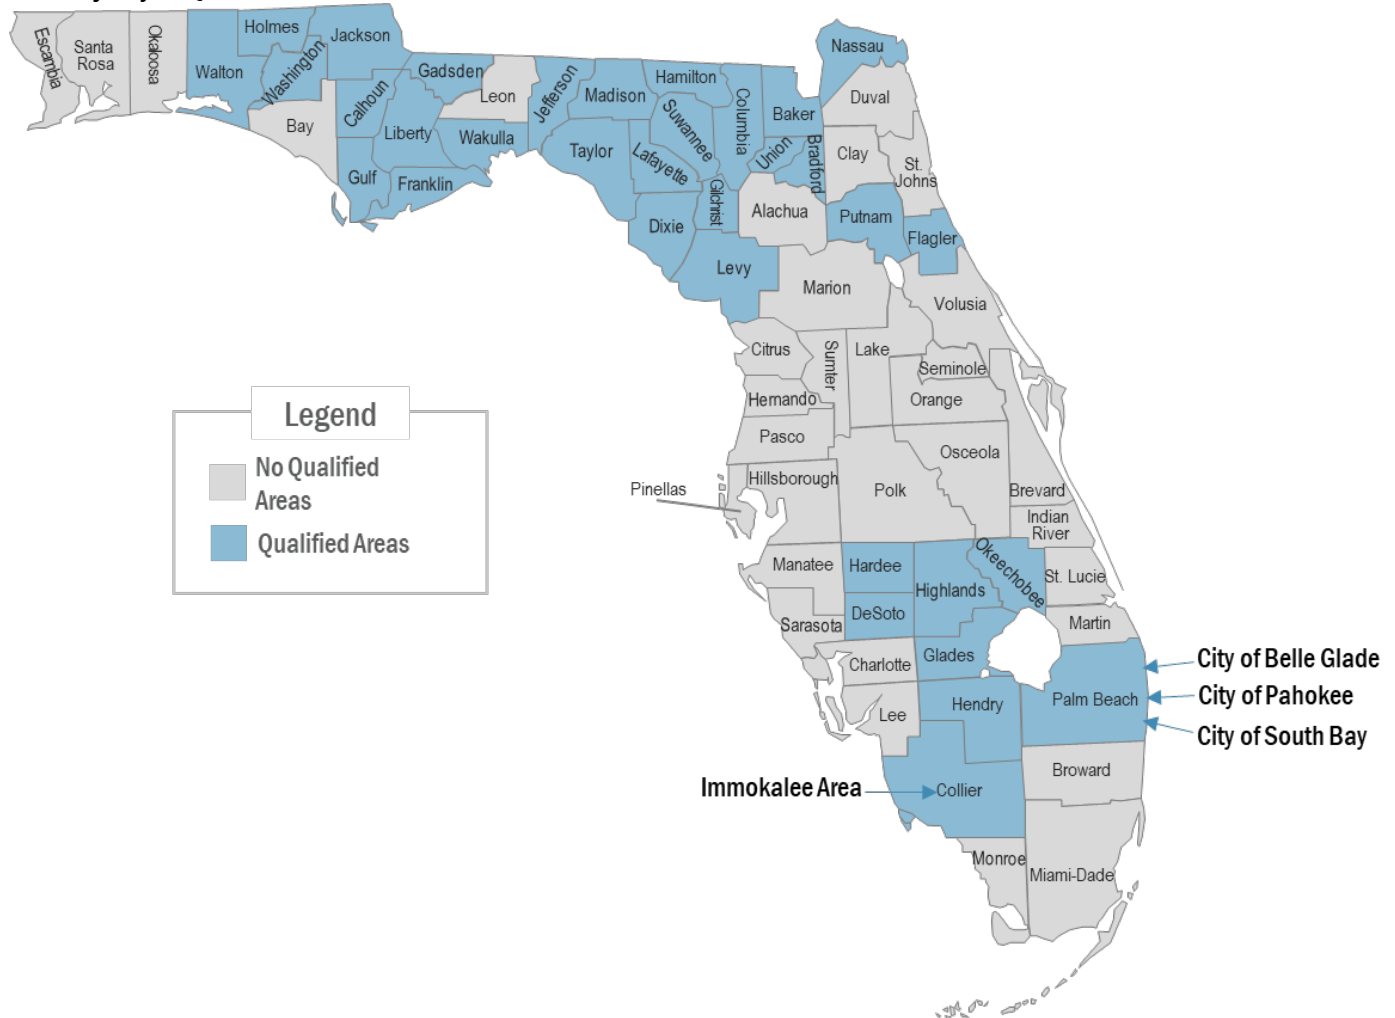 Escambia
Santa
Rosa
Okaloosa
Walton
Holmes
Washington
Jackson
Bay
Calhoun
Gulf
Liberty
Franklin
Gadsden
Leon
Wakulla
Jefferson
Madison
Taylor
Hamilton
Suwannee
Lafayette
Dixie
Columbia
Gilchrist
Levy
Baker
Union
Bradford
Alachua
Nassau
Duval
Clay
St.
Johns
Putnam
Flagler
Marion
Volusia
Citrus
Sumter
Lake
Seminole
Hernando
Orange
Pasco
Osceola
Hillsborough
Pinellas
Polk
Brevard
Indian
River
Manatee
Hardee
Highlands
Okeechobee
St. Lucie
Sarasota
DeSoto
Martin
Charlotte
Glades
Lee
Hendry
Palm Beach
City of Belle Glade
City of Pahokee
City of South Bay
Immokalee Area
Collier
Broward
Monroe
Miami-Dade
Legend
No Qualified
Areas
Qualified Areas